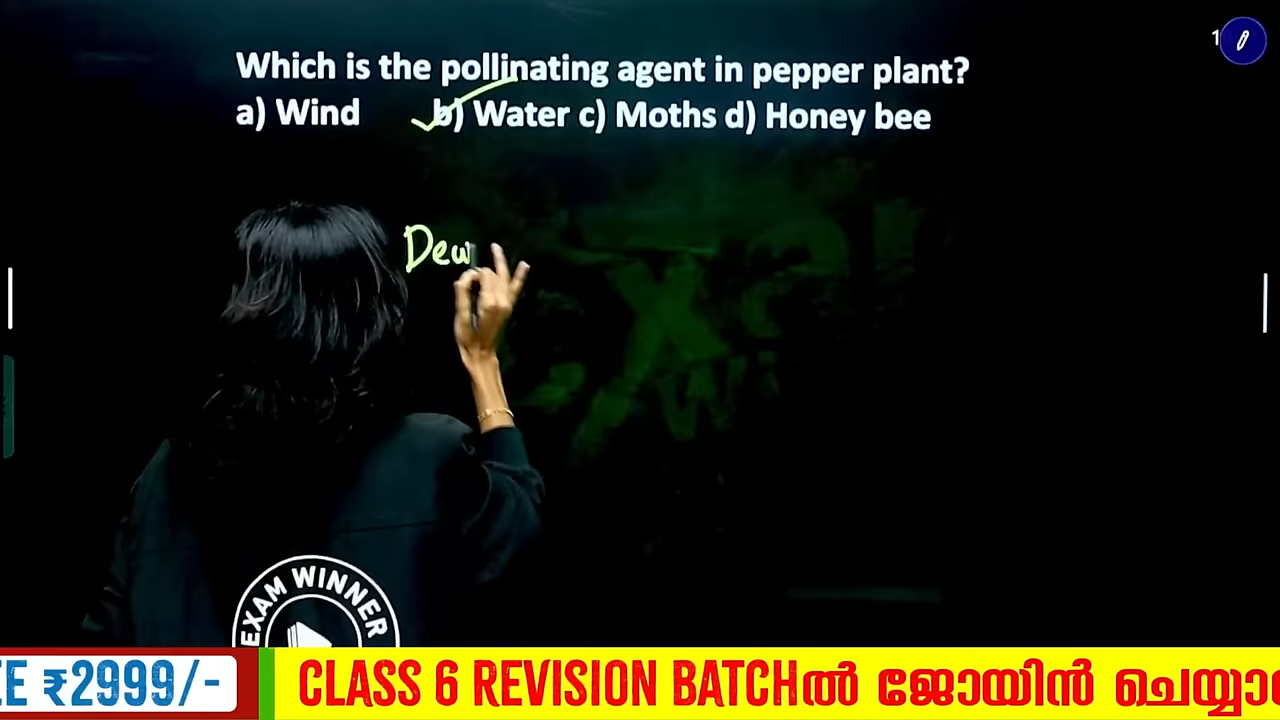 1
Which is the pollinating agent in pepper plant?
a) Wind b) Water c) Moths d) Honey bee
Dew
EXAM WINNER
₹2999/-
CLASS 6 REVISION BATCHൽ ജോയിൻ